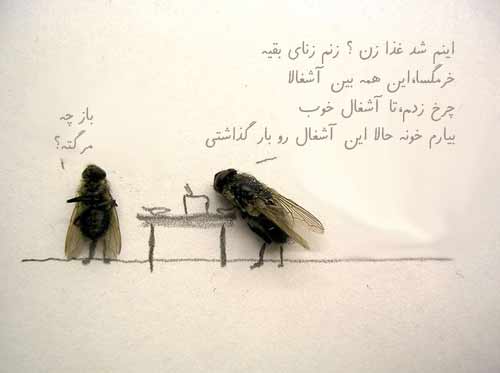 اینم شد غذا زن ؟ زنم زنای بقیه
خرمگسا،این همه بین آشغالا
چرخ زدم،تا آشغال خوب
بیارم خونه حالا این آشغال رو بار گذاشتی
باز چه
مرگته؟